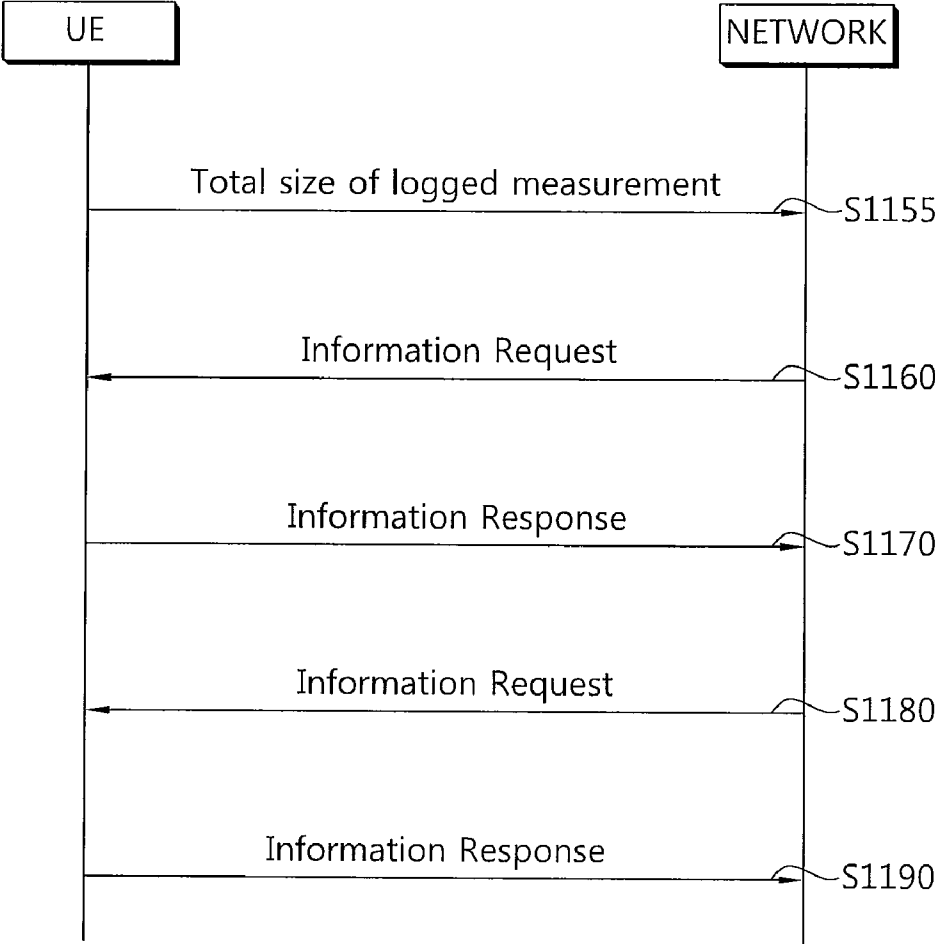 UE
NETWORK
Total size of logged measurement
S1155
Information Request
S1160
Information Response
S1170
Information Request
S1180
Information Response
S1190